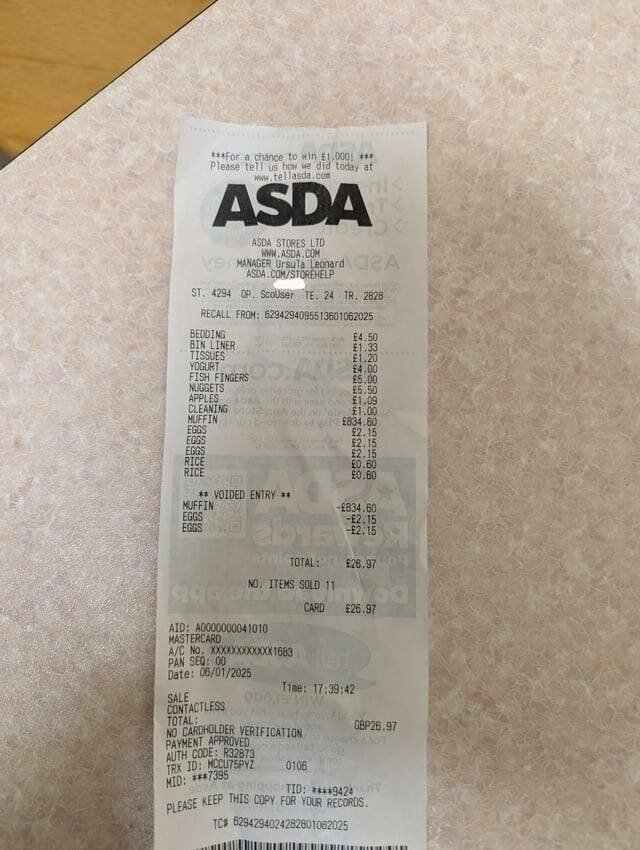 ***For a chance to win £1,000! ***
Please tell us how we did today at
www.tellasda.com
ASDA
ASDA STORES LTD
WWW.ASDA.COM
MANAGER Ursula Leonard
ASDA.COM/STOREHELP
ST. 4294 OP. ScoUser TE. 24 TR. 2828
RECALL FROM: 6294294095513601062025
BEDDING £4.50
BIN LINER £1.33
TISSUES £1.20
YOGURT £4.00
FISH FINGERS £5.00
NUGGETS £5.50
APPLES £1.09
CLEANING £1.00
MUFFIN £834.60
EGGS £2.15
EGGS £2.15
EGGS £2.15
RICE £0.60
RICE £0.60
** VOIDED ENTRY **
MUFFIN -£834.60
EGGS -£2.15
EGGS -£2.15
TOTAL: £26.97
NO. ITEMS SOLD 11
CARD £26.97
AID: A0000000041010
MASTERCARD
A/C No. XXXXXXXXXXXX1683
PAN SEQ: 00
Date: 06/01/2025
Time: 17:39:42
SALE
CONTACTLESS
TOTAL: GBP26.97
NO CARDHOLDER VERIFICATION
PAYMENT APPROVED
AUTH CODE: R32873
TRX ID: MCCU75PYZ 0106
MID: ***7395
TID: ****9424
PLEASE KEEP THIS COPY FOR YOUR RECORDS.
TC# 6294294024282801062025